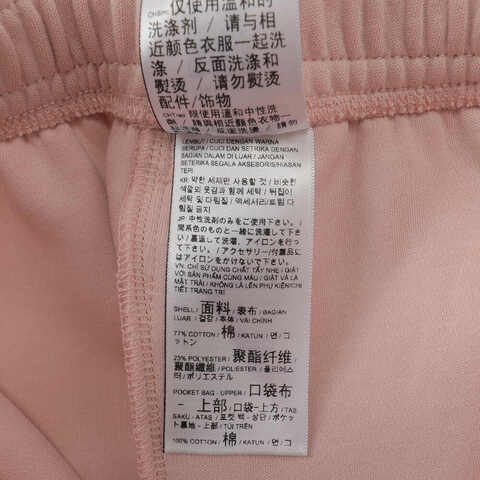 CHS/简 仅使用温和的
洗涤剂 / 请与相
近颜色衣服一起洗
涤 / 反面洗涤和
熨烫 / 请勿熨烫
配件/饰物
限使用溫和中性洗
LEMBUT / CUCI DENGAN WARNA
SERUPA / CUCI DAN SETRIKA DENGAN
BAGIAN DALAM DI LUAR / JANGAN
SETERIKA SEGALA AKSESORIS/HIASAN
TERI
KR: 약한 세제만 사용할 것 / 비슷한
색깔의 옷감과 함께 세탁 / 뒤집어
세탁 및 다림질 / 액세서리/트림 다
림질 금지
JP: 中性洗剤のみをご使用下さい。/
同系色のものと一緒に洗濯して下さ
い/ 裏返して洗濯、アイロンを行っ
て下さい。/ アクセサリー/付属品に
はアイロンをかけないで下さい。
VN: CHỈ SỬ DỤNG CHẤT TẨY NHẸ / GIẶT
VỚI SẢN PHẨM CÙNG MÀU / GIẶT VÀ LÀ
MẶT TRÁI / KHÔNG LÀ LÊN PHỤ KIỆN/CHI
TIẾT TRANG TRÍ
SHELL / 面料 / 表布 / BAGIAN
LUAR / 겉감 / 本体 / VẢI CHÍNH
77% COTTON / 棉 / KATUN / 면 / コ
ットン
23% POLYESTER / 聚酯纤维 /
聚酯纖維 / POLIESTER / 폴리에스
터 / ポリエステル
POCKET BAG - UPPER / 口袋布
- 上部 / 口袋-上方 / TAS
SAKU - ATAS / 포켓 백 - 상단 / ポケッ
ト裏地 - 上部 / TÚI TRÊN
100% COTTON / 棉 / KATUN / 면 / コ